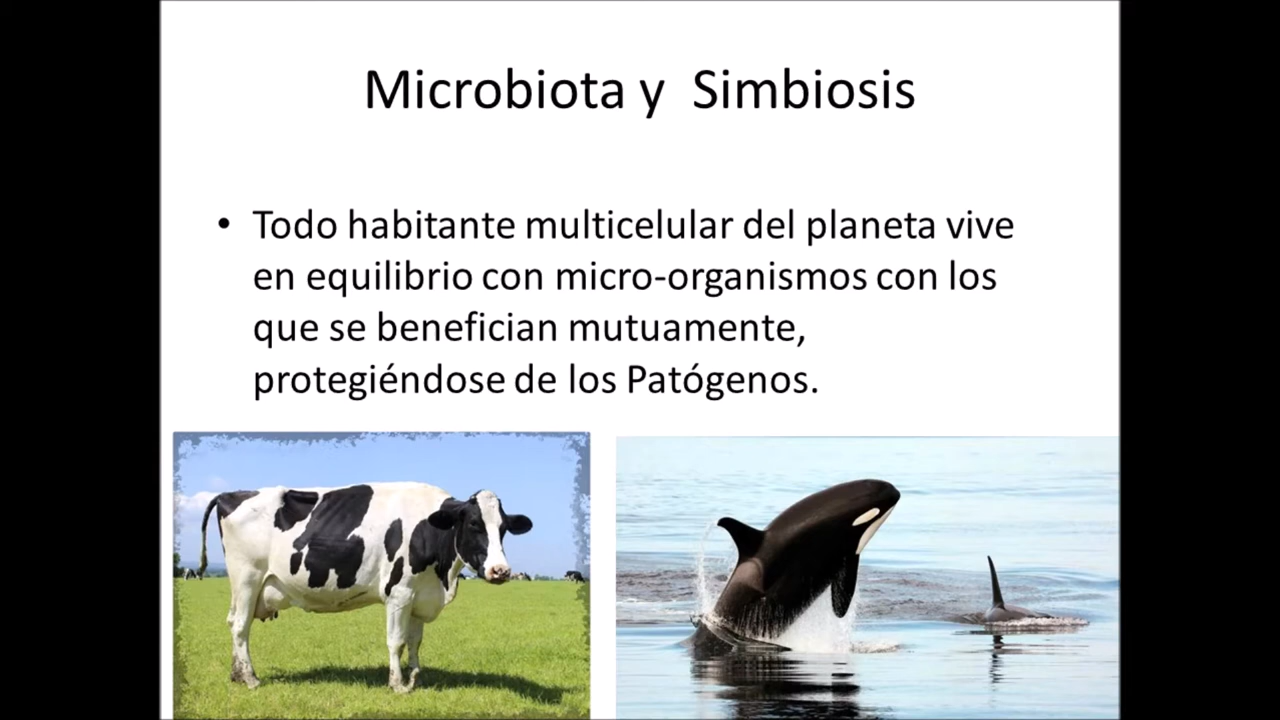 Microbiota y Simbiosis
• Todo habitante multicelular del planeta vive
en equilibrio con micro-organismos con los
que se benefician mutuamente,
protegiéndose de los Patógenos.